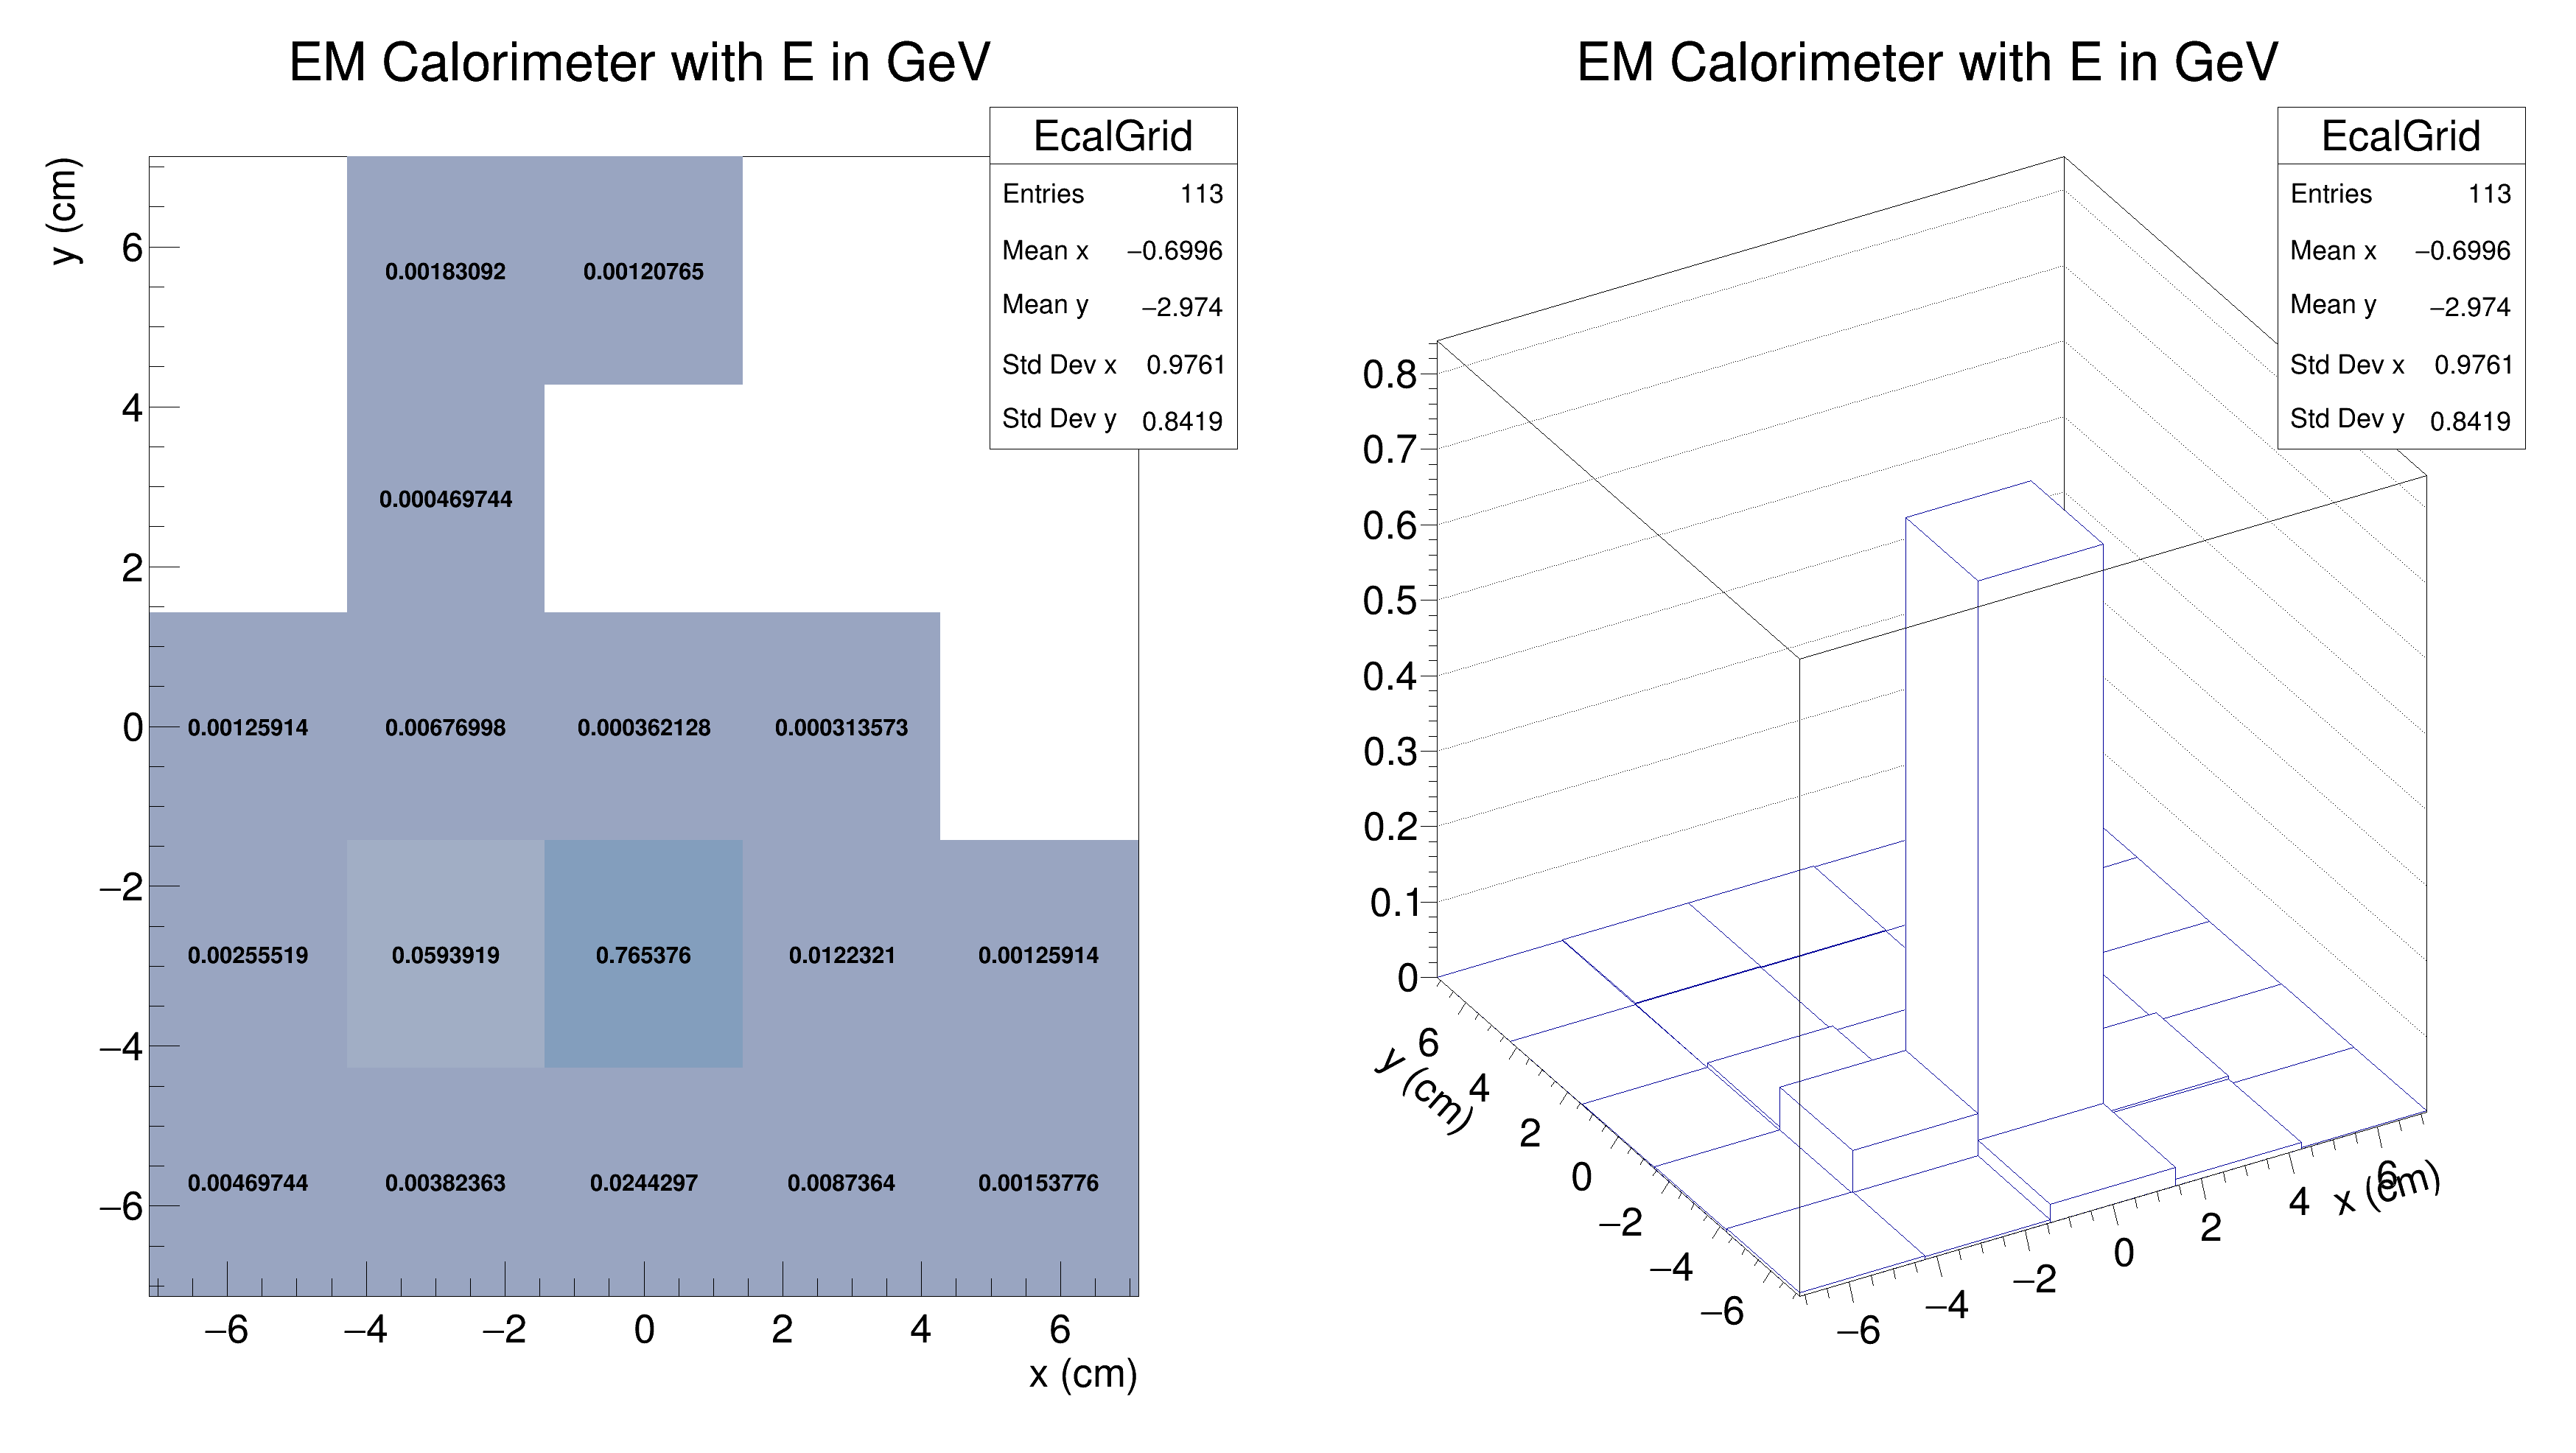 EM Calorimeter with E in GeV
EcalGrid
Entries 113
Mean x −0.6996
Mean y −2.974
Std Dev x 0.9761
Std Dev y 0.8419
y (cm)
6
4
2
0
−2
−4
−6
0.00183092 0.00120765
0.000469744
0.00125914 0.00676998 0.000362128 0.000313573
0.00255519 0.0593919 0.765376 0.0122321 0.00125914
0.00469744 0.00382363 0.0244297 0.0087364 0.00153776
−6 −4 −2 0 2 4 6
x (cm)
EM Calorimeter with E in GeV
EcalGrid
Entries 113
Mean x −0.6996
Mean y −2.974
Std Dev x 0.9761
Std Dev y 0.8419
0.8
0.7
0.6
0.5
0.4
0.3
0.2
0.1
0
y (cm)
6
4
2
0
−2
−4
−6
−6 −4 −2 0 2 4 6
x (cm)